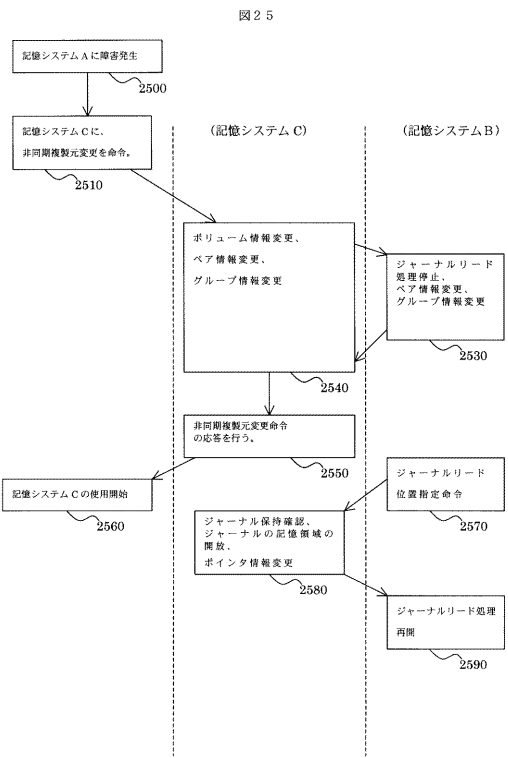 図２５
記憶システムAに障害発生
2500
記憶システムCに、
非同期複製元変更を命令。
2510
(記憶システムC)
(記憶システムB)
ボリューム情報変更、
ペア情報変更、
グループ情報変更
2540
ジャーナルリード
処理停止、
ペア情報変更、
グループ情報変更
2530
非同期複製元変更命令
の応答を行う。
2550
記憶システムCの使用開始
2560
ジャーナルリード
位置指定命令
2570
ジャーナル保持確認、
ジャーナルの記憶領域の
開放、
ポインタ情報変更
2580
ジャーナルリード処理
再開
2590